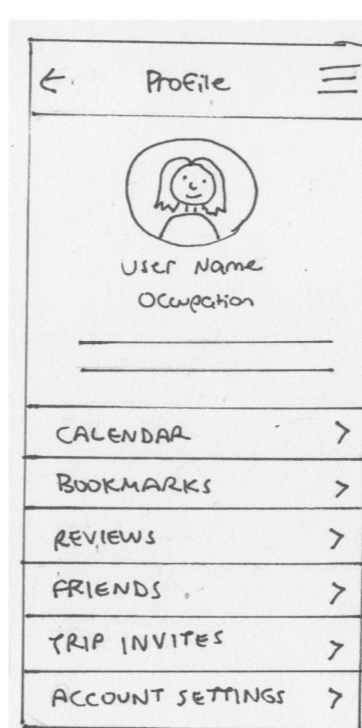 Profile
User Name
Occupation
CALENDAR
BOOKMARKS
REVIEWS
FRIENDS
TRIP INVITES
ACCOUNT SETTINGS